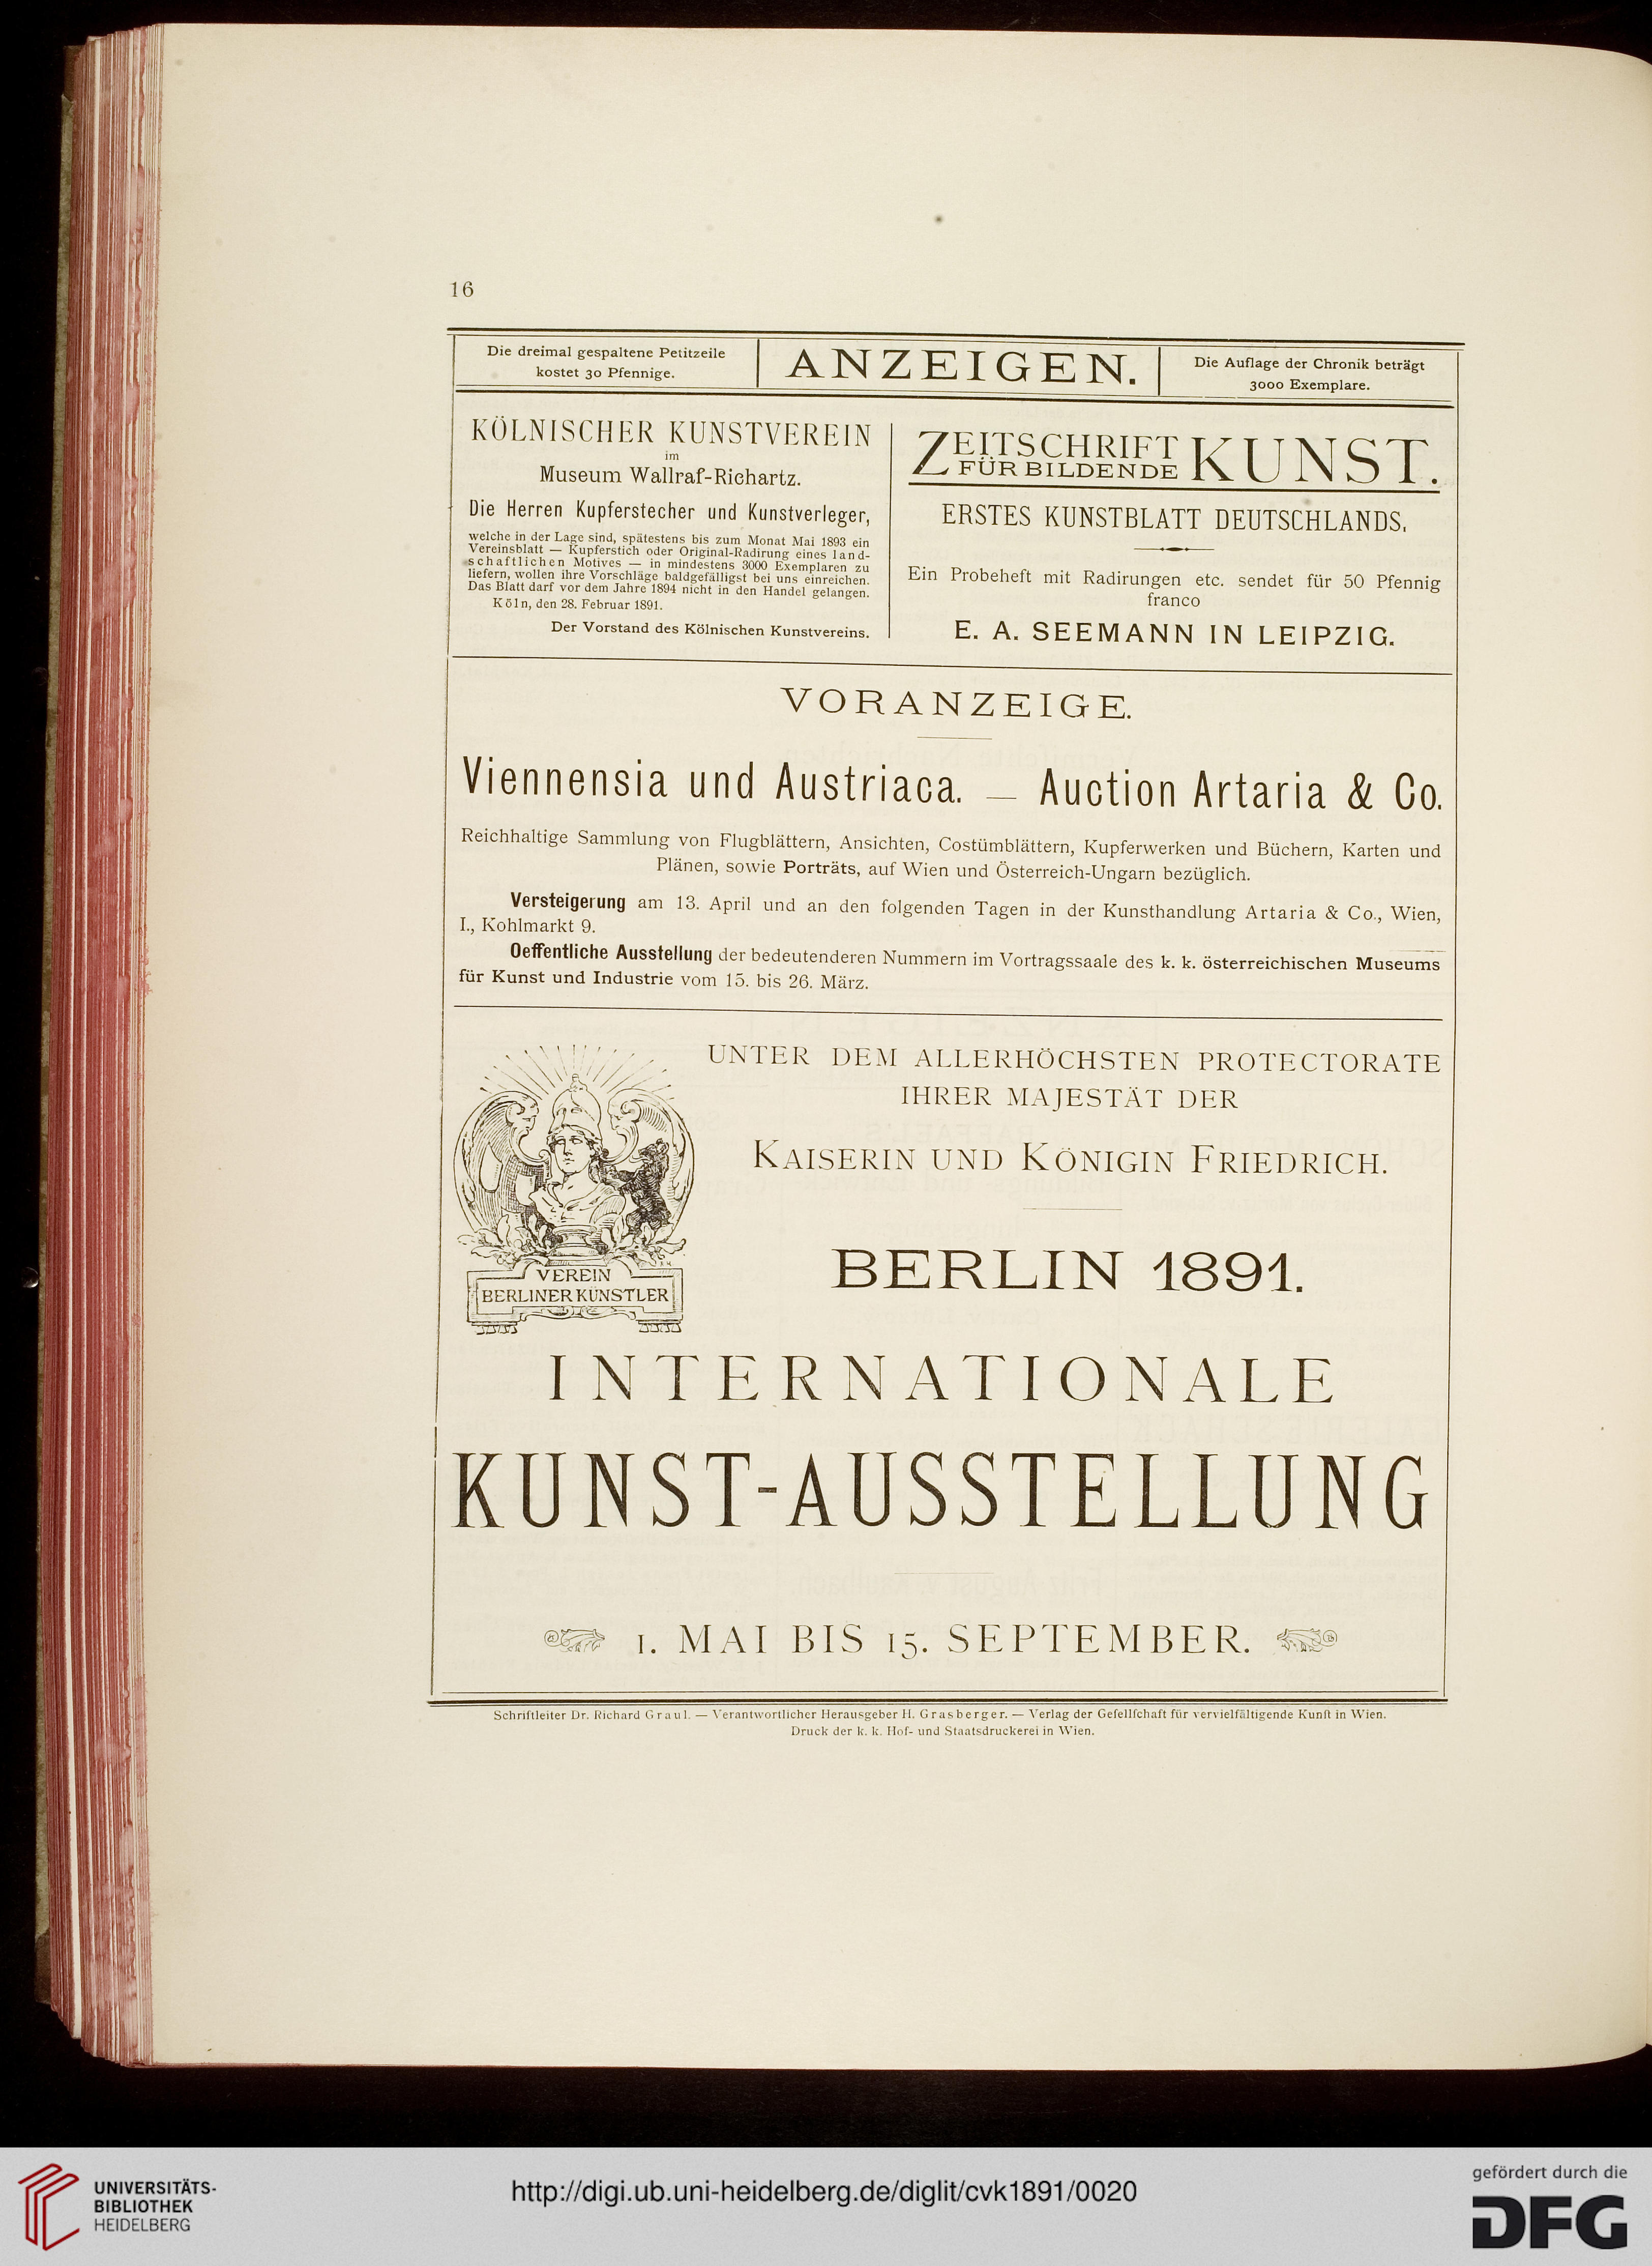 16
Die dreimal gespaltene Petitzeile
kostet 30 Pfennige.
ANZEIGEN.
Die Auflage der Chronik beträgt
3000 Exemplare.
KÖLNISCHER KUNSTVEREIN
im
Museum Wallraf-Richartz.
Die Herren Kupferstecher und Kunstverleger,
welche in der Lage sind, spätestens bis zum Monat Mai 1893 ein
Vereinsblatt — Kupferstich oder Original-Radirung eines land-
schaftlichen Motives — in mindestens 3000 Exemplaren zu
liefern, wollen ihre Vorschläge baldgefälligst bei uns einreichen.
Das Blatt darf vor dem Jahre 1894 nicht in den Handel gelangen.
Köln, den 28. Februar 1891.
Der Vorstand des Kölnischen Kunstvereins.
ZEITSCHRIFT FÜR BILDENDE KUNST.
ERSTES KUNSTBLATT DEUTSCHLANDS.
Ein Probeheft mit Radirungen etc. sendet für 50 Pfennig
franco
E. A. SEEMANN IN LEIPZIG.
VORANZEIGE.
Viennensia und Austriaca. — Auction Artaria & Co.
Reichhaltige Sammlung von Flugblättern, Ansichten, Costümblättern, Kupferwerken und Büchern, Karten und
Plänen, sowie Porträts, auf Wien und Österreich-Ungarn bezüglich.
Versteigerung am 13. April und an den folgenden Tagen in der Kunsthandlung Artaria & Co., Wien,
I., Kohlmarkt 9.
Oeffentliche Ausstellung der bedeutenderen Nummern im Vortragssaale des k. k. österreichischen Museums
für Kunst und Industrie vom 15. bis 26. März.
UNTER DEM ALLERHÖCHSTEN PROTECTORATE
IHRER MAJESTÄT DER
KAISERIN UND KÖNIGIN FRIEDRICH.
VEREIN
BERLINER KÜNSTLER
BERLIN 1891.
INTERNATIONALE
KUNST-AUSSTELLUNG
1. MAI BIS 15. SEPTEMBER.
Schriftleiter Dr. Richard Graul. — Verantwortlicher Herausgeber H. Grasberger. — Verlag der Geſellſchaft für vervielfältigende Kunſt in Wien.
Druck der k. k. Hof- und Staatsdruckerei in Wien.
UNIVERSITÄTS-
BIBLIOTHEK
HEIDELBERG
http://digi.ub.uni-heidelberg.de/diglit/cvk1891/0020
gefördert durch die
DFG